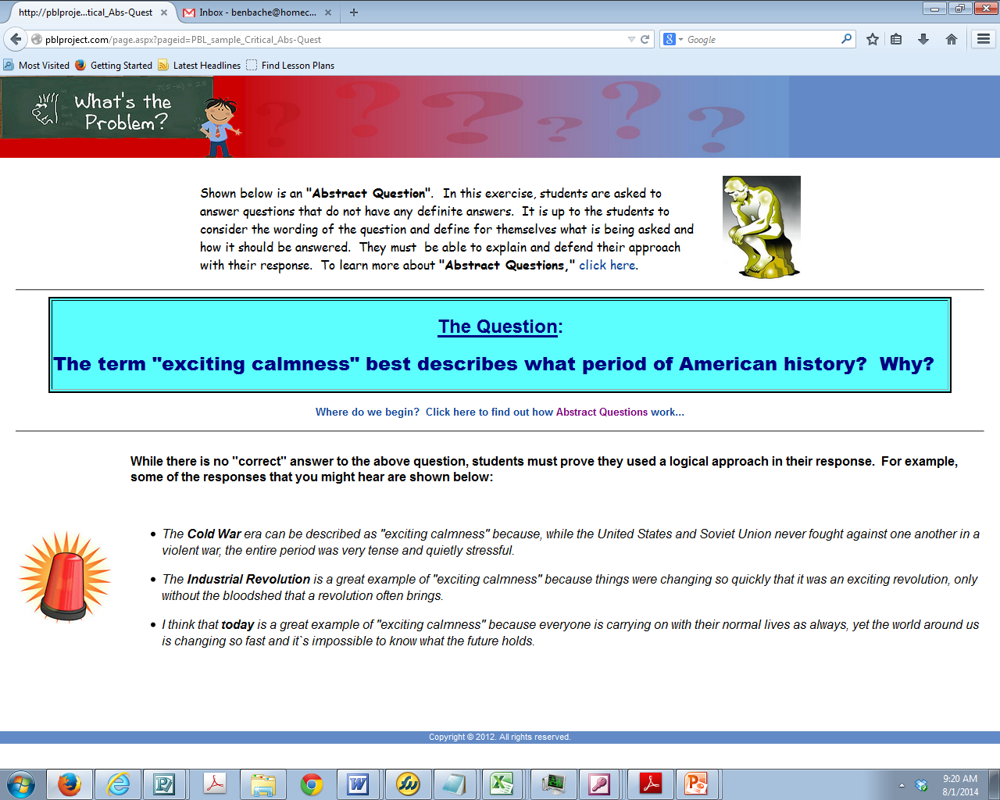 http://pblproje...tical_Abs-Quest
Inbox - benbache@homec...
pblproject.com/page.aspx?pageid=PBL_sample_Critical_Abs-Quest
Google
Most Visited
Getting Started
Latest Headlines
Find Lesson Plans
What's the
Problem?
Shown below is an "Abstract Question".  In this exercise, students are asked to
answer questions that do not have any definite answers.  It is up to the students to
consider the wording of the question and define for themselves what is being asked and
how it should be answered.  They must  be able to explain and defend their approach
with their response.  To learn more about "Abstract Questions," click here.
The Question:
The term "exciting calmness" best describes what period of American history?  Why?
Where do we begin?  Click here to find out how Abstract Questions work...
While there is no "correct" answer to the above question, students must prove they used a logical approach in their response.  For example,
some of the responses that you might hear are shown below:
• The Cold War era can be described as "exciting calmness" because, while the United States and Soviet Union never fought against one another in a
violent war, the entire period was very tense and quietly stressful.
• The Industrial Revolution is a great example of "exciting calmness" because things were changing so quickly that it was an exciting revolution, only
without the bloodshed that a revolution often brings.
• I think that today is a great example of "exciting calmness" because everyone is carrying on with their normal lives as always, yet the world around us
is changing so fast and it`s impossible to know what the future holds.
Copyright © 2012. All rights reserved.
9:20 AM
8/1/2014